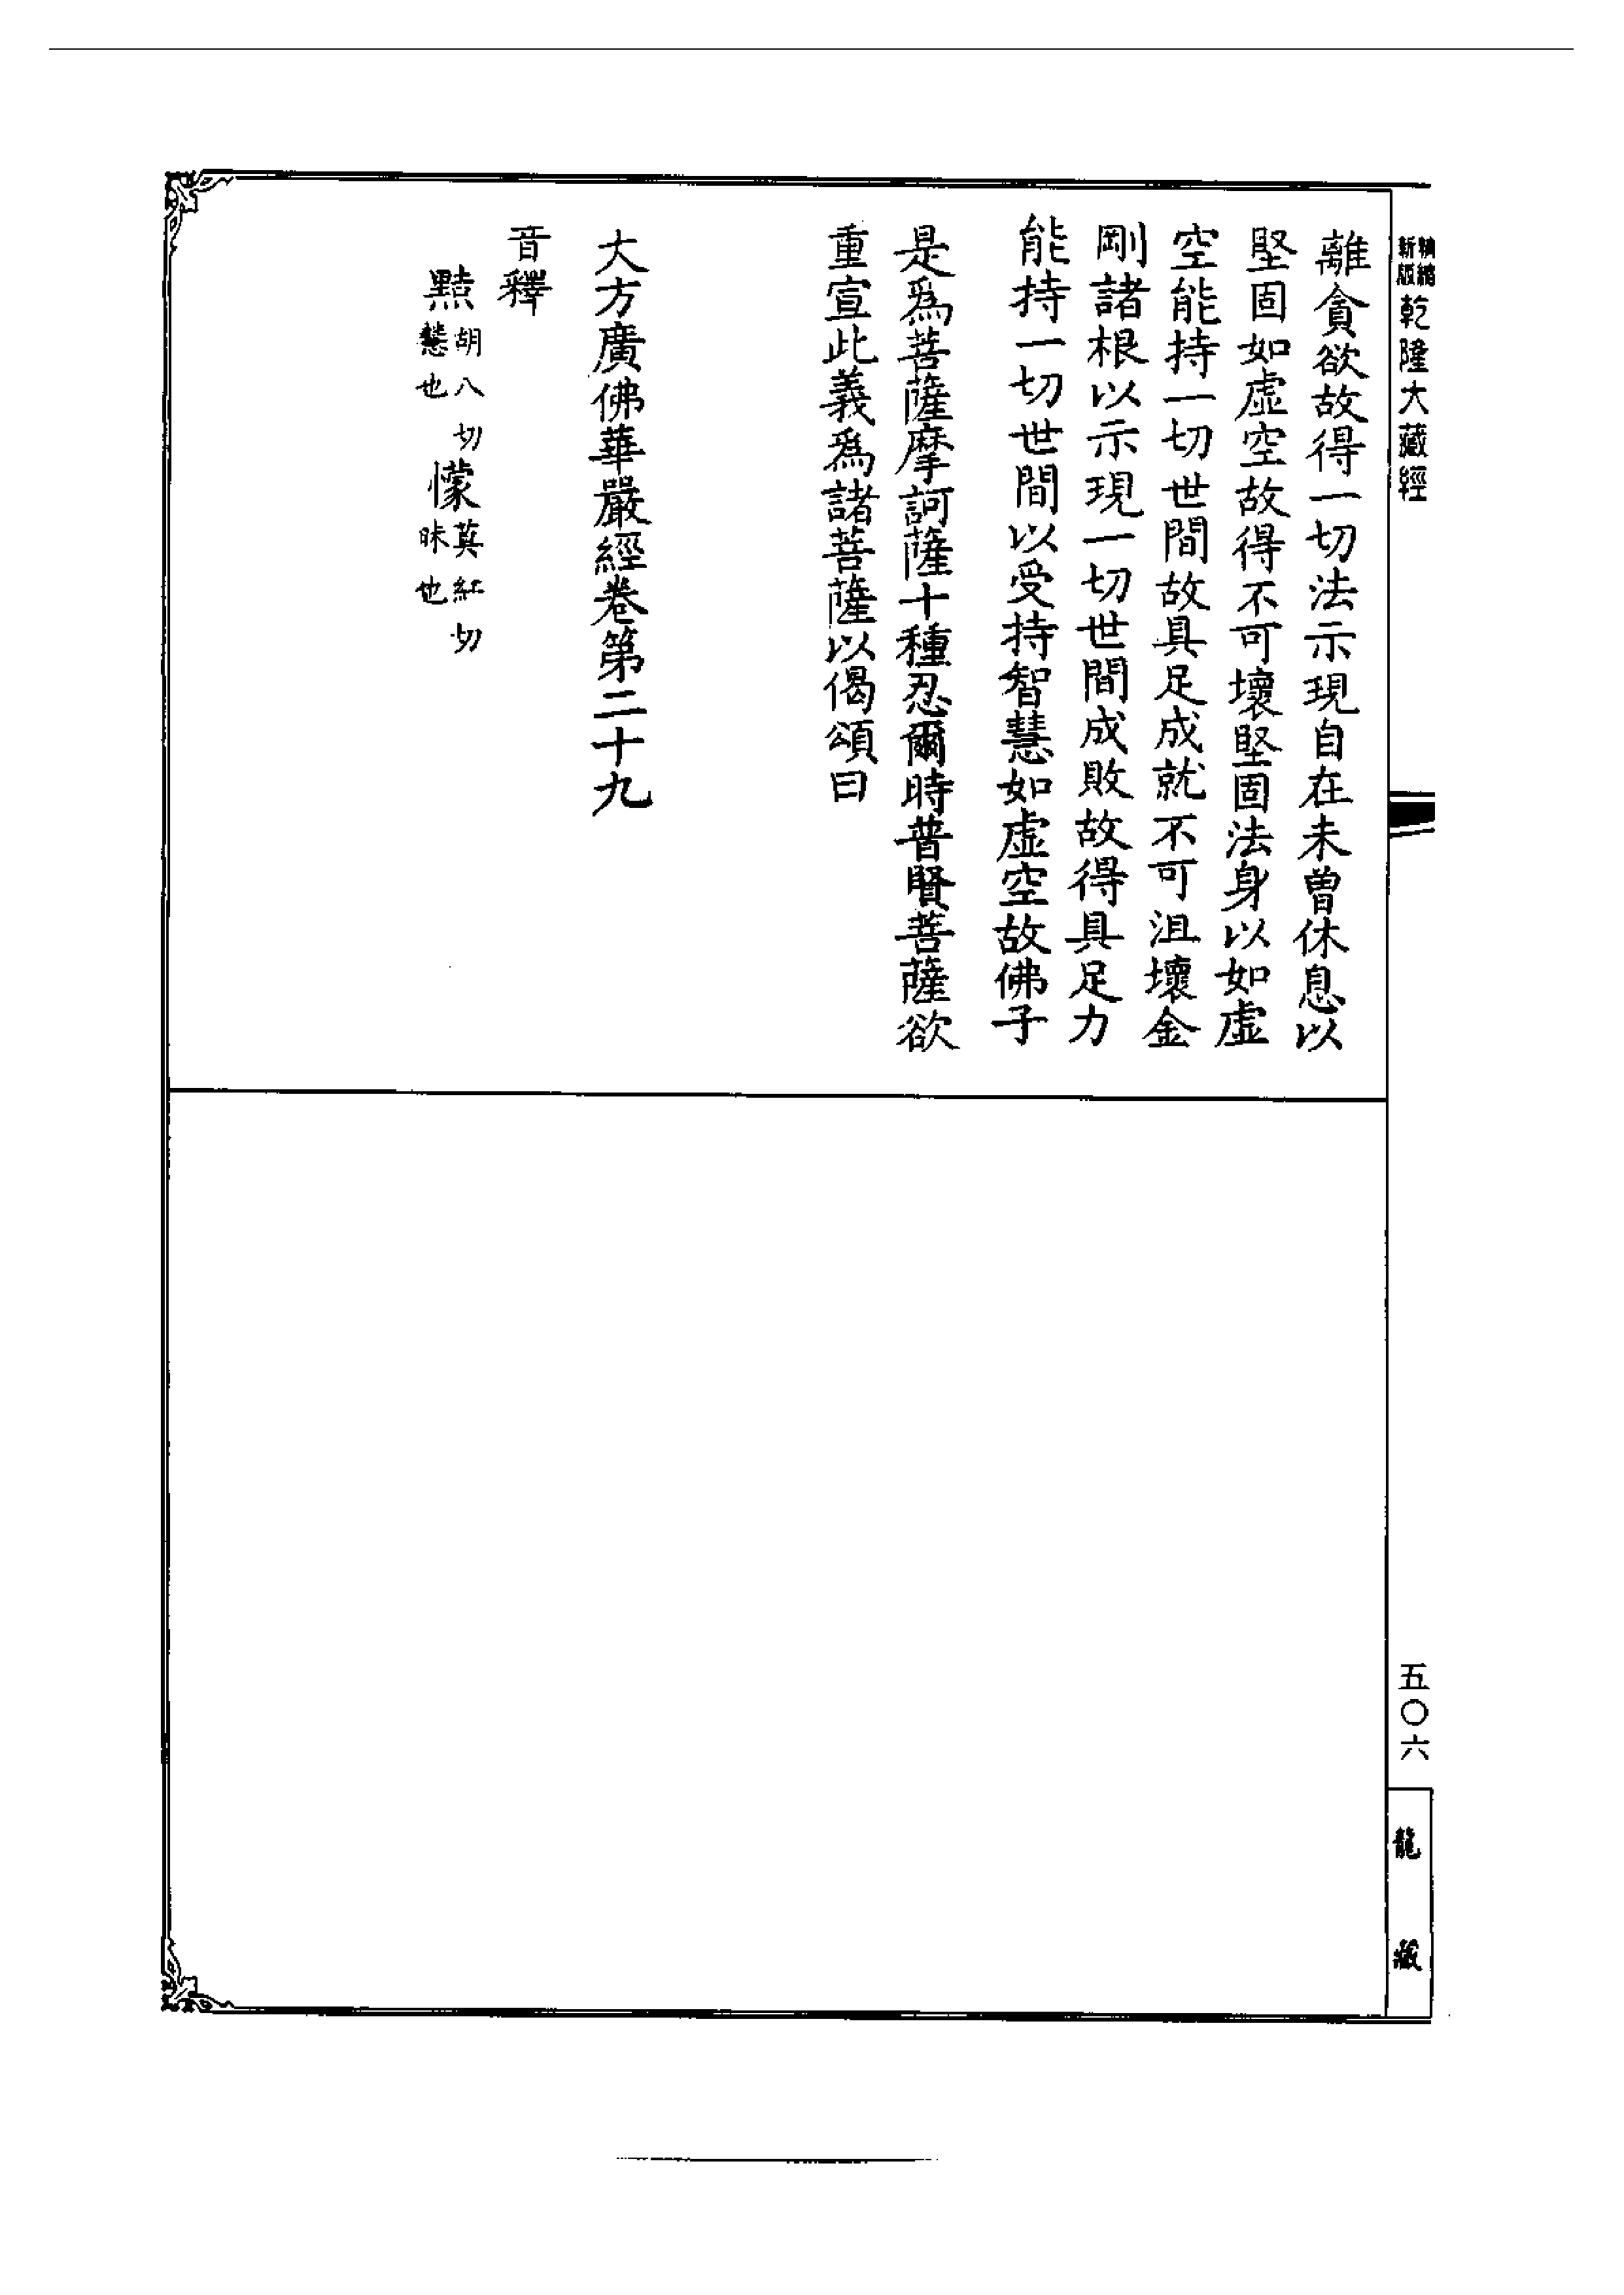 精縮新版乾隆大藏經
離貪欲故得一切法示現自在未曾休息以
堅固如虛空故得不可壞堅固法身以如虛
空能持一切世間故具足成就不可沮壞金
剛諸根以示現一切世間成敗故得具足力
能持一切世間以受持智慧如虛空故佛子
是爲菩薩摩訶薩十種忍爾時普賢菩薩欲
重宣此義爲諸菩薩以偈頌曰
大方廣佛華嚴經卷第二十九
音釋
黠胡八切慧也懞莫紅切昧也
五〇六
龍藏